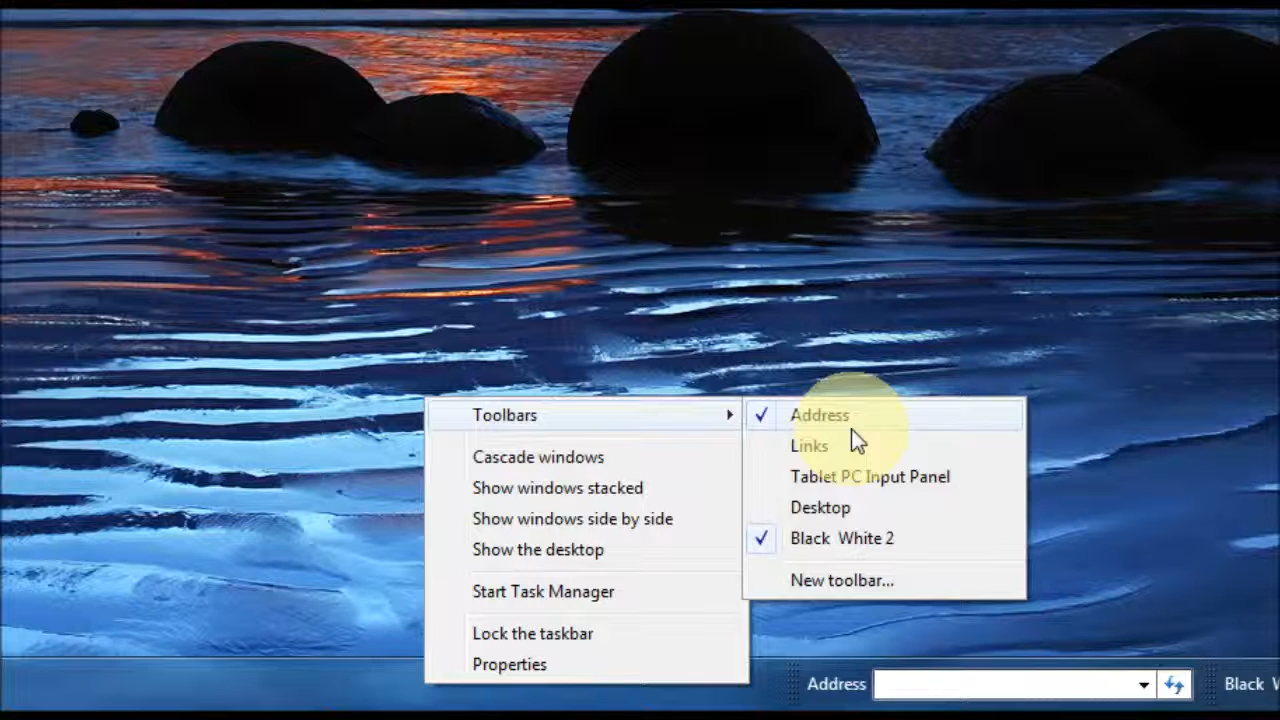 Toolbars
Cascade windows
Show windows stacked
Show windows side by side
Show the desktop
Start Task Manager
Lock the taskbar
Properties
Address
Links
Tablet PC Input Panel
Desktop
Black White 2
New toolbar...
Address
Black